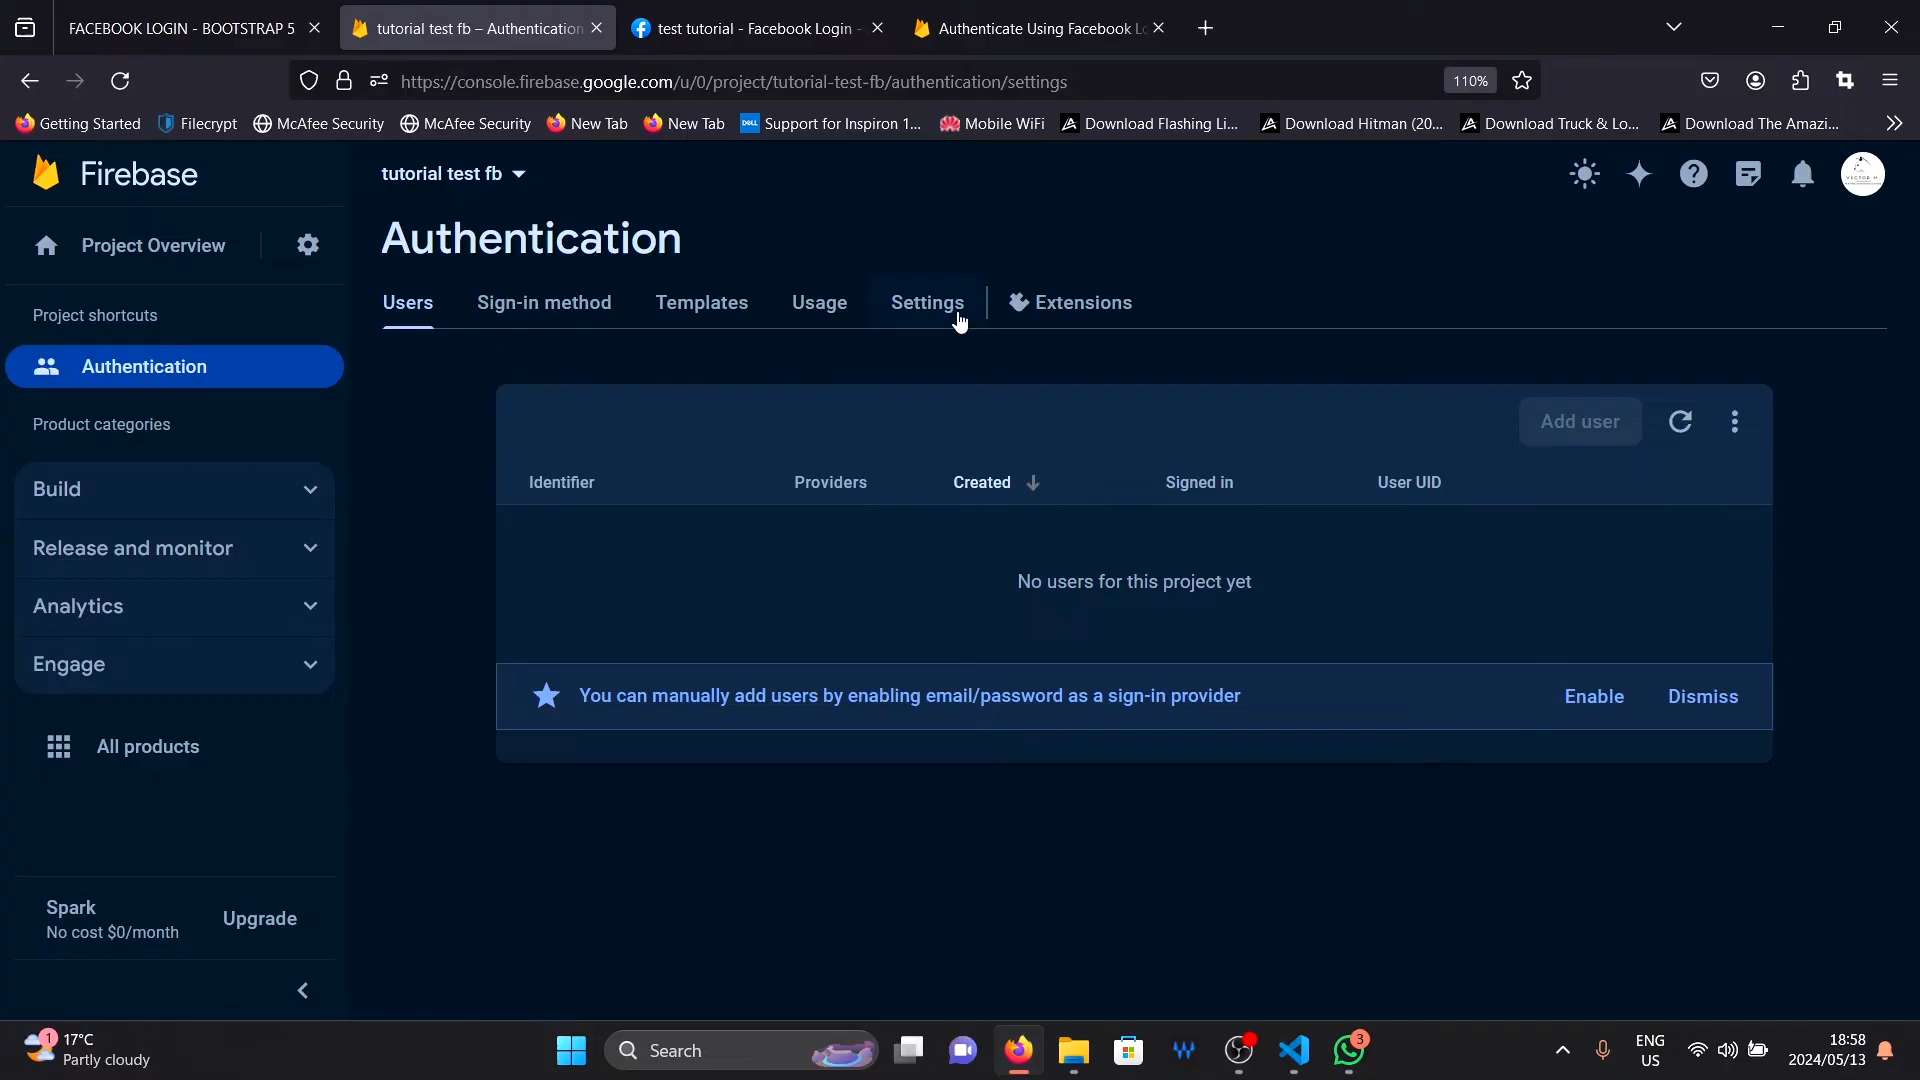 FACEBOOK LOGIN - BOOTSTRAP 5
tutorial test fb – Authentication
test tutorial - Facebook Login -
Authenticate Using Facebook Lo
https://console.firebase.google.com/u/0/project/tutorial-test-fb/authentication/settings
110%
Getting Started
Filecrypt
McAfee Security
McAfee Security
New Tab
New Tab
DELL
Support for Inspiron 1...
Mobile WiFi
Download Flashing Li...
Download Hitman (20...
Download Truck & Lo...
Download The Amazi...
Firebase
tutorial test fb
Project Overview
Authentication
Users
Sign-in method
Templates
Usage
Settings
Extensions
Project shortcuts
Authentication
Product categories
Build
Release and monitor
Analytics
Engage
All products
Add user
Identifier
Providers
Created
Signed in
User UID
No users for this project yet
You can manually add users by enabling email/password as a sign-in provider
Enable
Dismiss
Spark
No cost $0/month
Upgrade
1
17°C
Partly cloudy
Search
3
ENG
US
18:58
2024/05/13